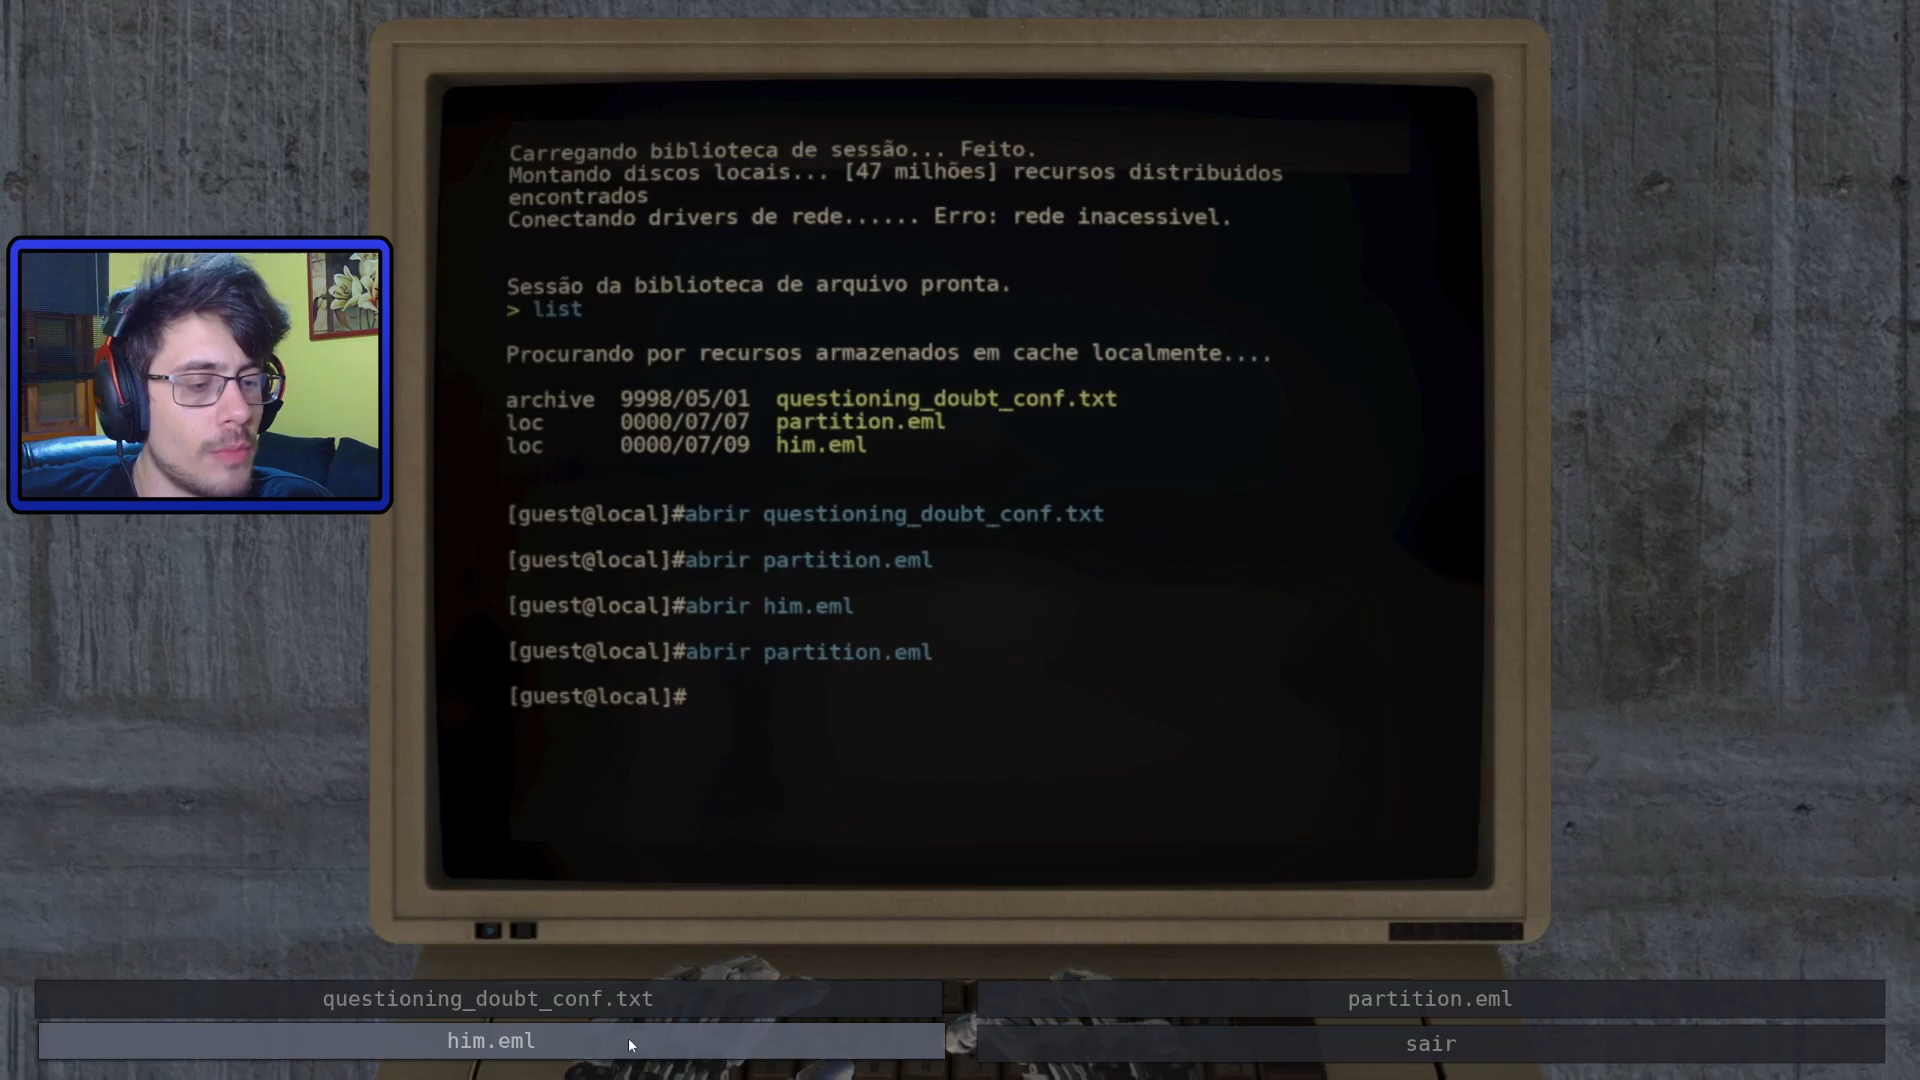 Carregando biblioteca de sessão... Feito.
Montando discos locais... [47 milhões] recursos distribuidos
encontrados
Conectando drivers de rede...... Erro: rede inacessivel.
Sessão da biblioteca de arquivo pronta.
> list
Procurando por recursos armazenados em cache localmente....
archive 9998/05/01 questioning_doubt_conf.txt
loc 0000/07/07 partition.eml
loc 0000/07/09 him.eml
[guest@local]#abrir questioning_doubt_conf.txt
[guest@local]#abrir partition.eml
[guest@local]#abrir him.eml
[guest@local]#abrir partition.eml
[guest@local]#
questioning_doubt_conf.txt
partition.eml
him.eml
sair